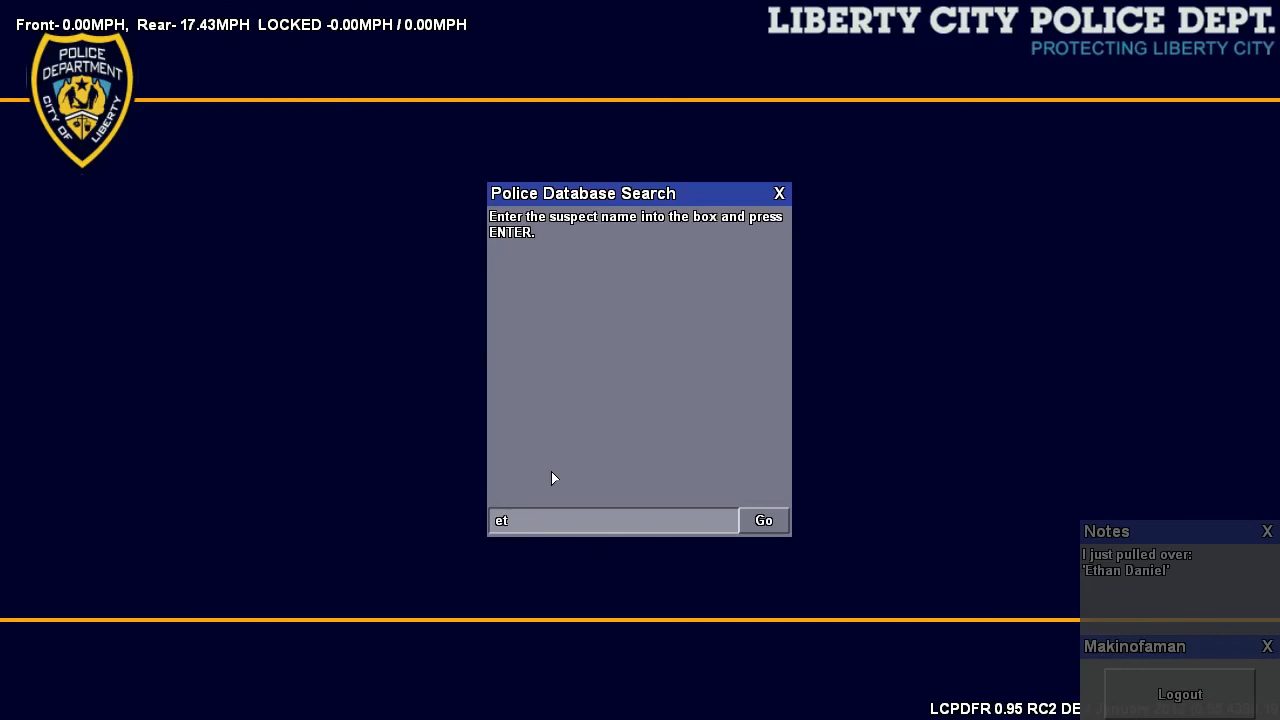 Front- 0.00MPH, Rear- 17.43MPH LOCKED -0.00MPH / 0.00MPH
LIBERTY CITY POLICE DEPT.
PROTECTING LIBERTY CITY
POLICE
DEPARTMENT
CITY OF LIBERTY
Police Database Search X
Enter the suspect name into the box and press
ENTER.
et Go
Notes X
I just pulled over:
'Ethan Daniel'
Makinofaman X
Logout
LCPDFR 0.95 RC2 DE